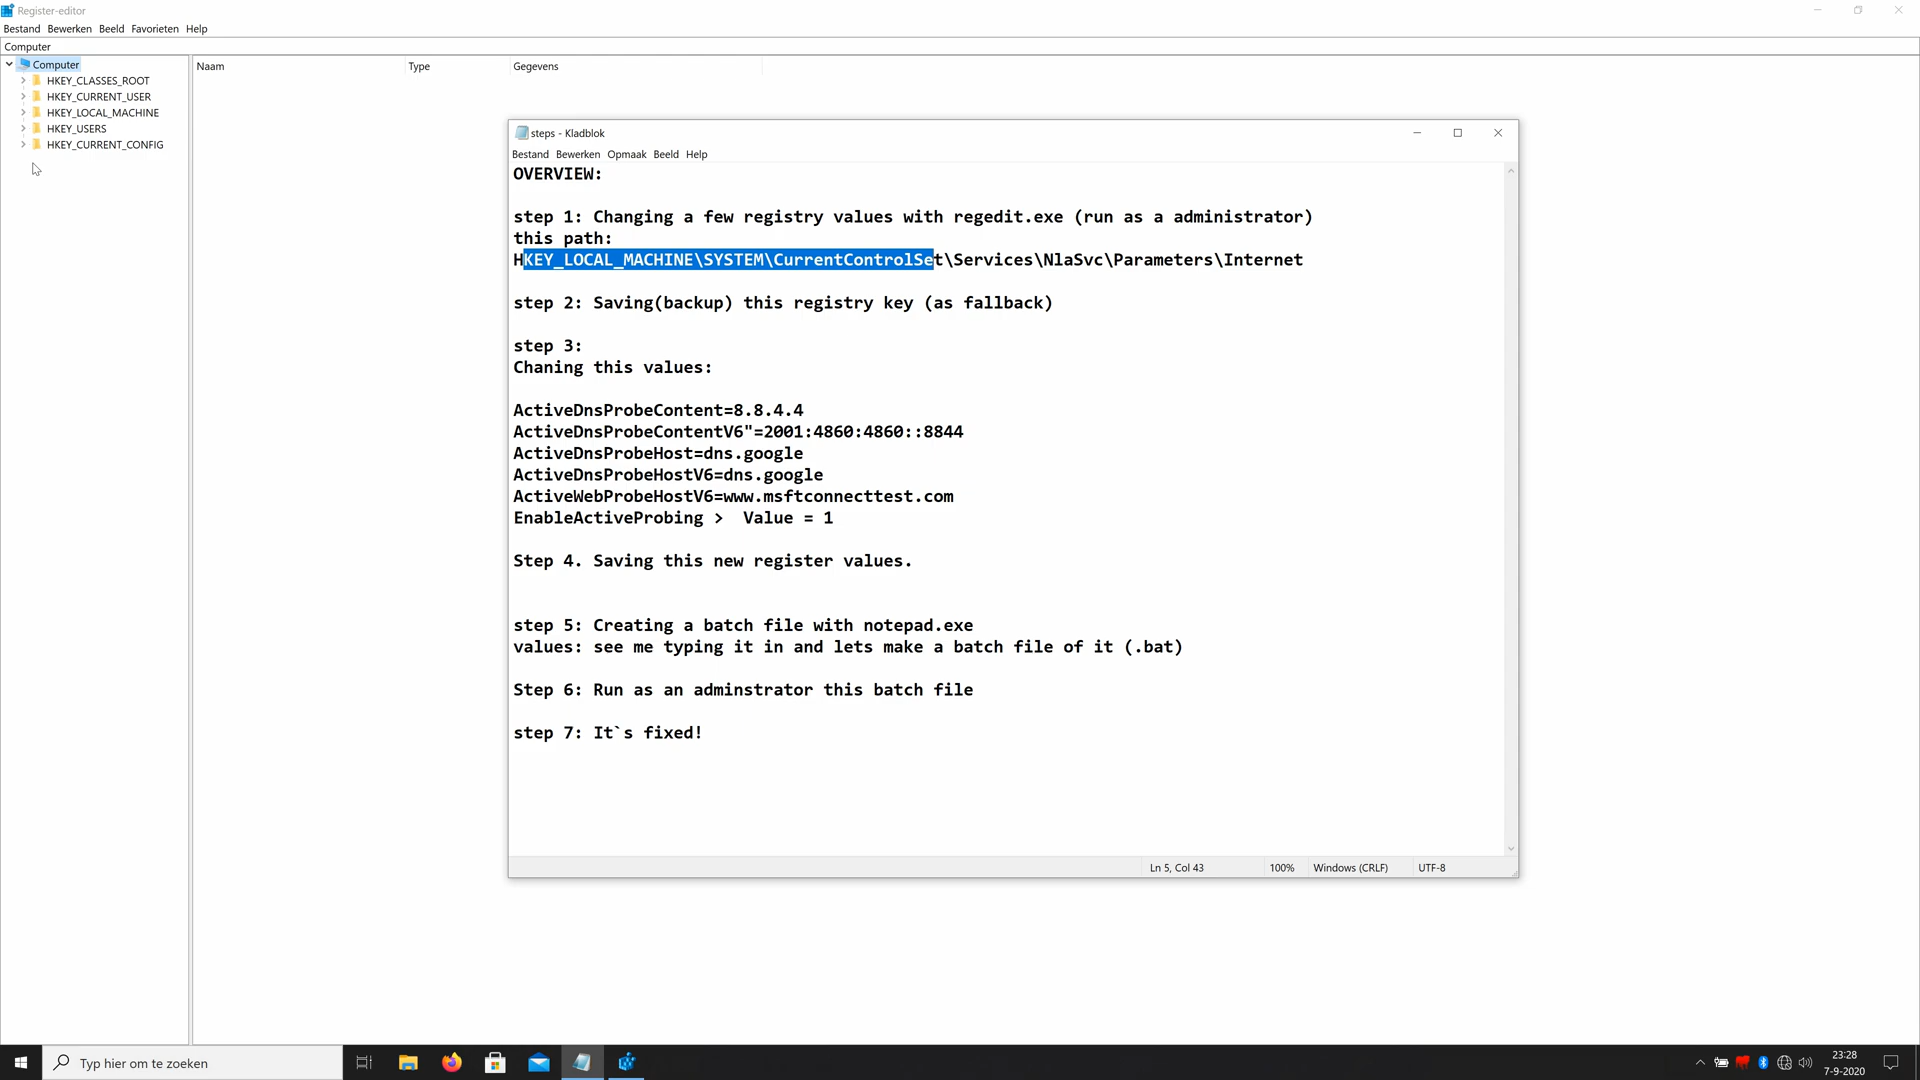 Register-editor
Bestand Bewerken Beeld Favorieten Help
Computer
Computer
HKEY_CLASSES_ROOT
HKEY_CURRENT_USER
HKEY_LOCAL_MACHINE
HKEY_USERS
HKEY_CURRENT_CONFIG
Naam Type Gegevens
steps - Kladblok
Bestand Bewerken Opmaak Beeld Help
OVERVIEW:
step 1: Changing a few registry values with regedit.exe (run as a administrator)
this path:
HKEY_LOCAL_MACHINE\SYSTEM\CurrentControlSet\Services\NlaSvc\Parameters\Internet
step 2: Saving(backup) this registry key (as fallback)
step 3:
Chaning this values:
ActiveDnsProbeContent=8.8.4.4
ActiveDnsProbeContentV6"=2001:4860:4860::8844
ActiveDnsProbeHost=dns.google
ActiveDnsProbeHostV6=dns.google
ActiveWebProbeHostV6=www.msftconnecttest.com
EnableActiveProbing >  Value = 1
Step 4. Saving this new register values.
step 5: Creating a batch file with notepad.exe
values: see me typing it in and lets make a batch file of it (.bat)
Step 6: Run as an adminstrator this batch file
step 7: It`s fixed!
Ln 5, Col 43 100% Windows (CRLF) UTF-8
Typ hier om te zoeken
23:28
7-9-2020